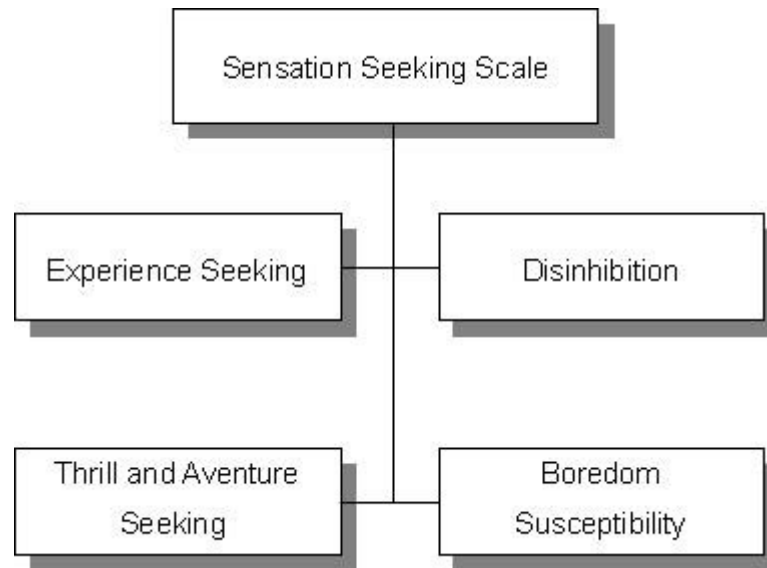 Sensation Seeking Scale
Experience Seeking
Disinhibition
Thrill and Aventure
Seeking
Boredom
Susceptibility